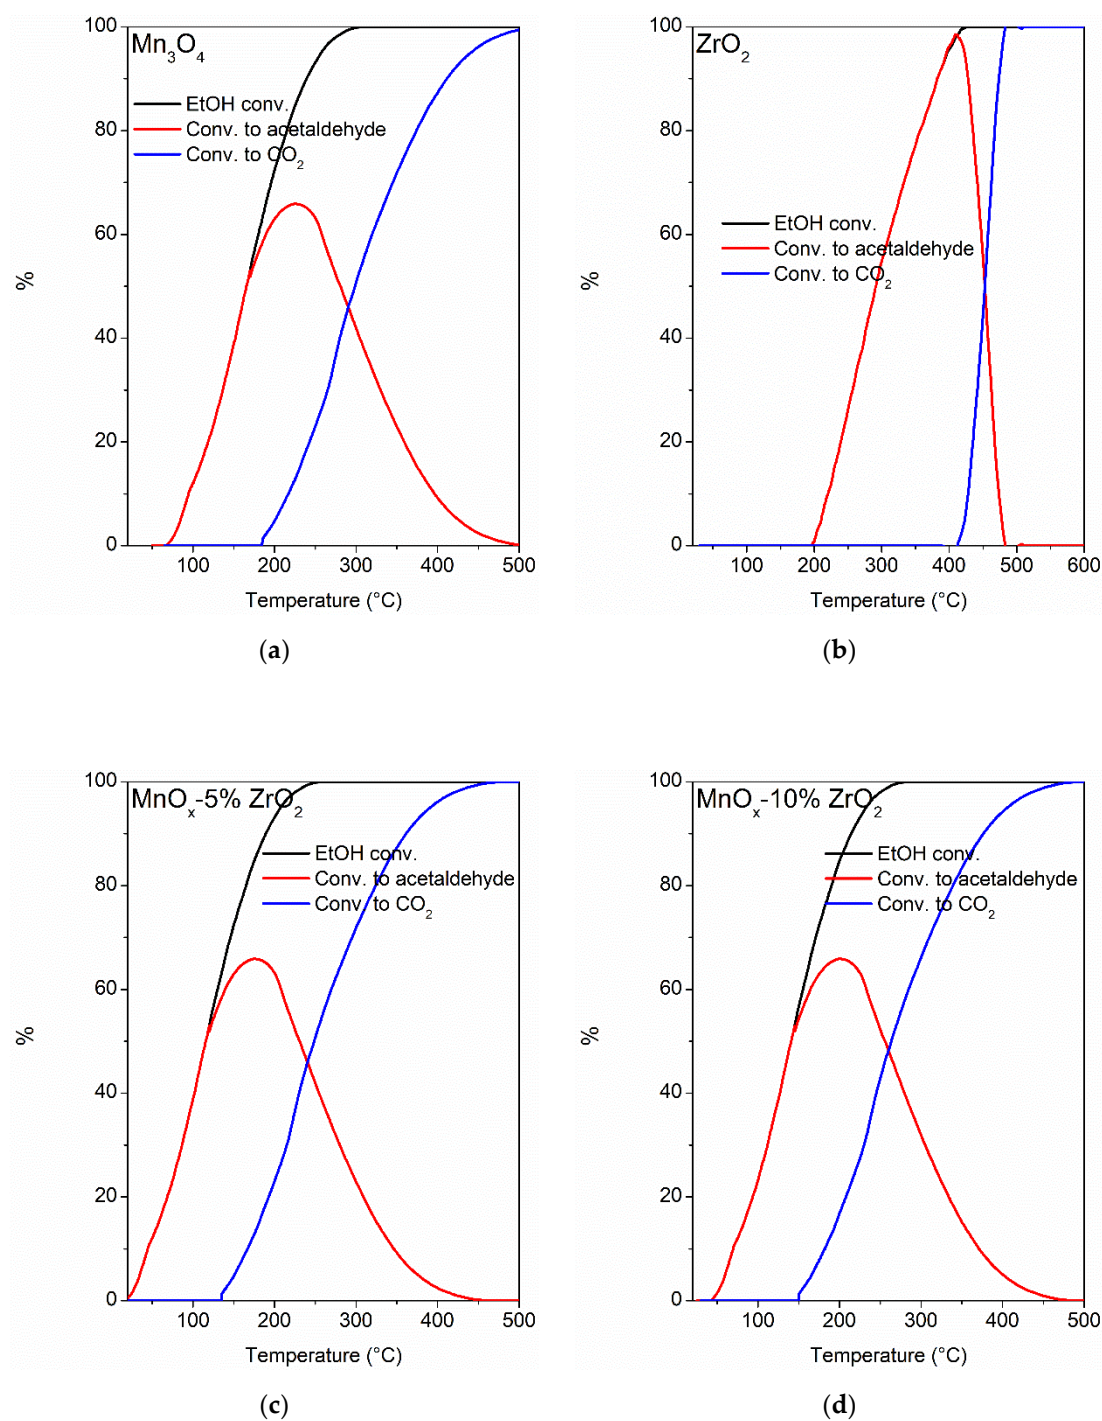 Mn₃O₄
EtOH conv.
Conv. to acetaldehyde
Conv. to CO₂
100
80
60
40
20
0
%
100
200
300
400
500
Temperature (°C)
(a)
ZrO₂
EtOH conv.
Conv. to acetaldehyde
Conv. to CO₂
100
80
60
40
20
0
%
100
200
300
400
500
600
Temperature (°C)
(b)
MnOₓ-5% ZrO₂
EtOH conv.
Conv. to acetaldehyde
Conv. to CO₂
100
80
60
40
20
0
%
100
200
300
400
500
Temperature (°C)
(c)
MnOₓ-10% ZrO₂
EtOH conv.
Conv. to acetaldehyde
Conv. to CO₂
100
80
60
40
20
0
%
100
200
300
400
500
Temperature (°C)
(d)